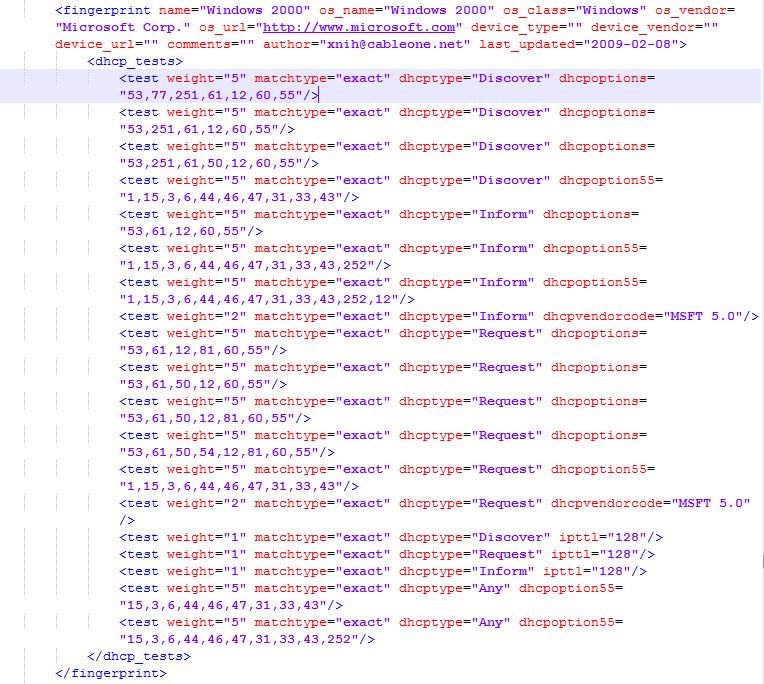 <fingerprint name="Windows 2000" os_name="Windows 2000" os_class="Windows" os_vendor=
"Microsoft Corp." os_url="http://www.microsoft.com" device_type="" device_vendor=""
device_url="" comments="" author="xnih@cableone.net" last_updated="2009-02-08">
<dhcp_tests>
<test weight="5" matchtype="exact" dhcptype="Discover" dhcpoptions=
"53,77,251,61,12,60,55"/>
<test weight="5" matchtype="exact" dhcptype="Discover" dhcpoptions=
"53,251,61,12,60,55"/>
<test weight="5" matchtype="exact" dhcptype="Discover" dhcpoptions=
"53,251,61,50,12,60,55"/>
<test weight="5" matchtype="exact" dhcptype="Discover" dhcpoption55=
"1,15,3,6,44,46,47,31,33,43"/>
<test weight="5" matchtype="exact" dhcptype="Inform" dhcpoptions=
"53,61,12,60,55"/>
<test weight="5" matchtype="exact" dhcptype="Inform" dhcpoption55=
"1,15,3,6,44,46,47,31,33,43,252"/>
<test weight="5" matchtype="exact" dhcptype="Inform" dhcpoption55=
"1,15,3,6,44,46,47,31,33,43,252,12"/>
<test weight="2" matchtype="exact" dhcptype="Inform" dhcpvendorcode="MSFT 5.0"/>
<test weight="5" matchtype="exact" dhcptype="Request" dhcpoptions=
"53,61,12,81,60,55"/>
<test weight="5" matchtype="exact" dhcptype="Request" dhcpoptions=
"53,61,50,12,60,55"/>
<test weight="5" matchtype="exact" dhcptype="Request" dhcpoptions=
"53,61,50,12,81,60,55"/>
<test weight="5" matchtype="exact" dhcptype="Request" dhcpoptions=
"53,61,50,54,12,81,60,55"/>
<test weight="5" matchtype="exact" dhcptype="Request" dhcpoption55=
"1,15,3,6,44,46,47,31,33,43"/>
<test weight="2" matchtype="exact" dhcptype="Request" dhcpvendorcode="MSFT 5.0"
/>
<test weight="1" matchtype="exact" dhcptype="Discover" ipttl="128"/>
<test weight="1" matchtype="exact" dhcptype="Request" ipttl="128"/>
<test weight="1" matchtype="exact" dhcptype="Inform" ipttl="128"/>
<test weight="5" matchtype="exact" dhcptype="Any" dhcpoption55=
"15,3,6,44,46,47,31,33,43"/>
<test weight="5" matchtype="exact" dhcptype="Any" dhcpoption55=
"15,3,6,44,46,47,31,33,43,252"/>
</dhcp_tests>
</fingerprint>